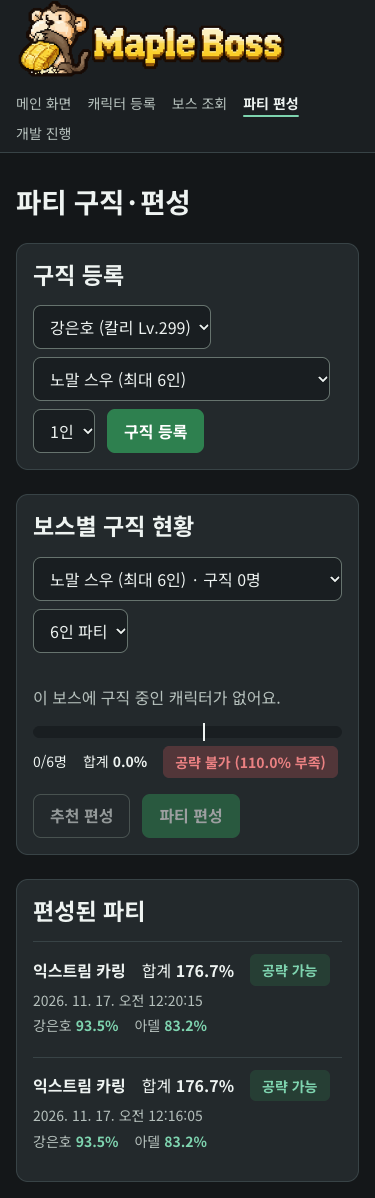 Maple Boss
메인 화면 캐릭터 등록 보스 조회 파티 편성
개발 진행
파티 구직·편성
구직 등록
강은호 (칼리 Lv.299)
노말 스우 (최대 6인)
1인 구직 등록
보스별 구직 현황
노말 스우 (최대 6인) · 구직 0명
6인 파티
이 보스에 구직 중인 캐릭터가 없어요.
0/6명 합계 0.0% 공략 불가 (110.0% 부족)
추천 편성 파티 편성
편성된 파티
익스트림 카링 합계 176.7% 공략 가능
2026. 11. 17. 오전 12:20:15
강은호 93.5% 아델 83.2%
익스트림 카링 합계 176.7% 공략 가능
2026. 11. 17. 오전 12:16:05
강은호 93.5% 아델 83.2%